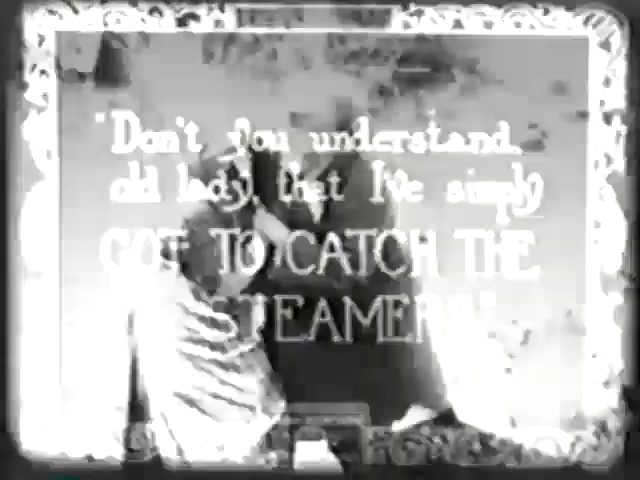 "Don't you understand,
old lady, that I've simply
GOT TO CATCH THE
STEAMER!"